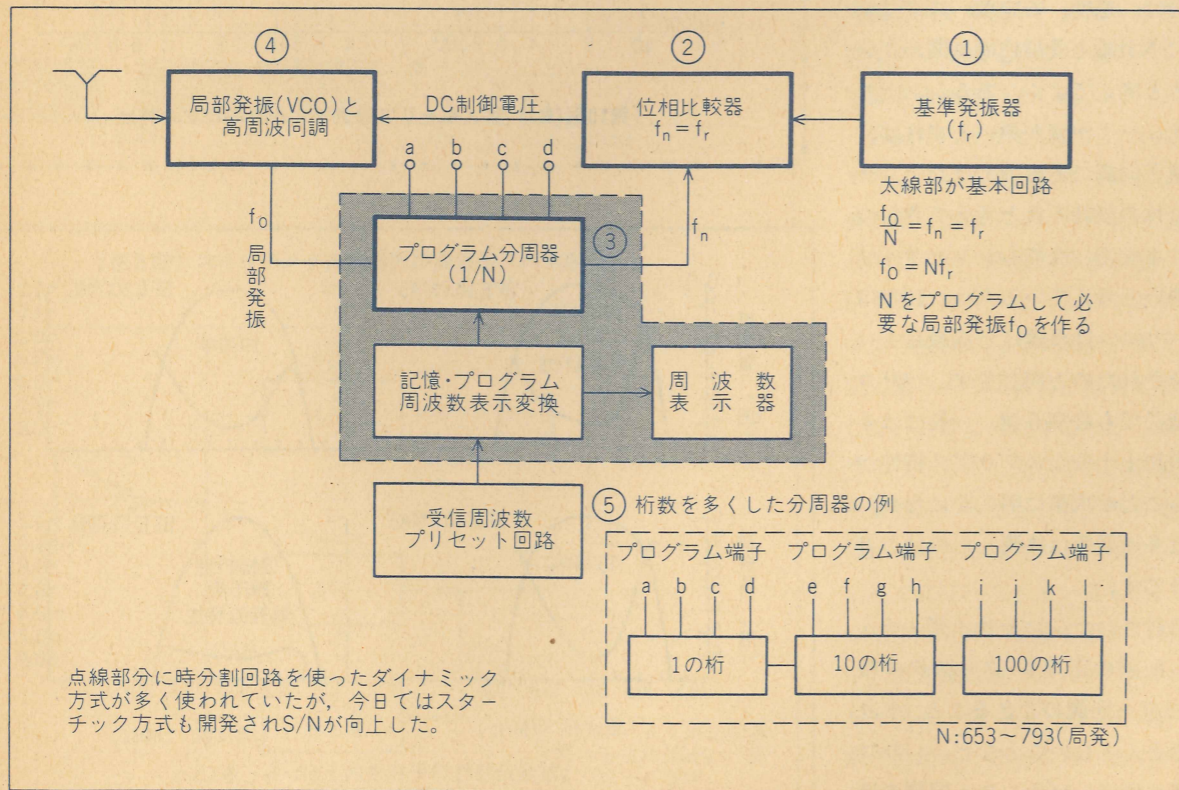 ④
局部発振(VCO)と
高周波同調
DC制御電圧
②
位相比較器
fn＝fr
①
基準発振器
(fr)
太線部が基本回路
fo/N＝fn＝fr
fo＝Nfr
Nをプログラムして必
要な局部発振foを作る
a b c d
fo
局部発振
プログラム分周器
(1/N)
③
fn
記憶・プログラム
周波数表示変換
周波数
表示器
受信周波数
プリセット回路
⑤ 桁数を多くした分周器の例
プログラム端子 プログラム端子 プログラム端子
a b c d e f g h i j k l
1の桁 10の桁 100の桁
N:653～793(局発)
点線部分に時分割回路を使ったダイナミック
方式が多く使われていたが，今日ではスター
チック方式も開発されS/Nが向上した。